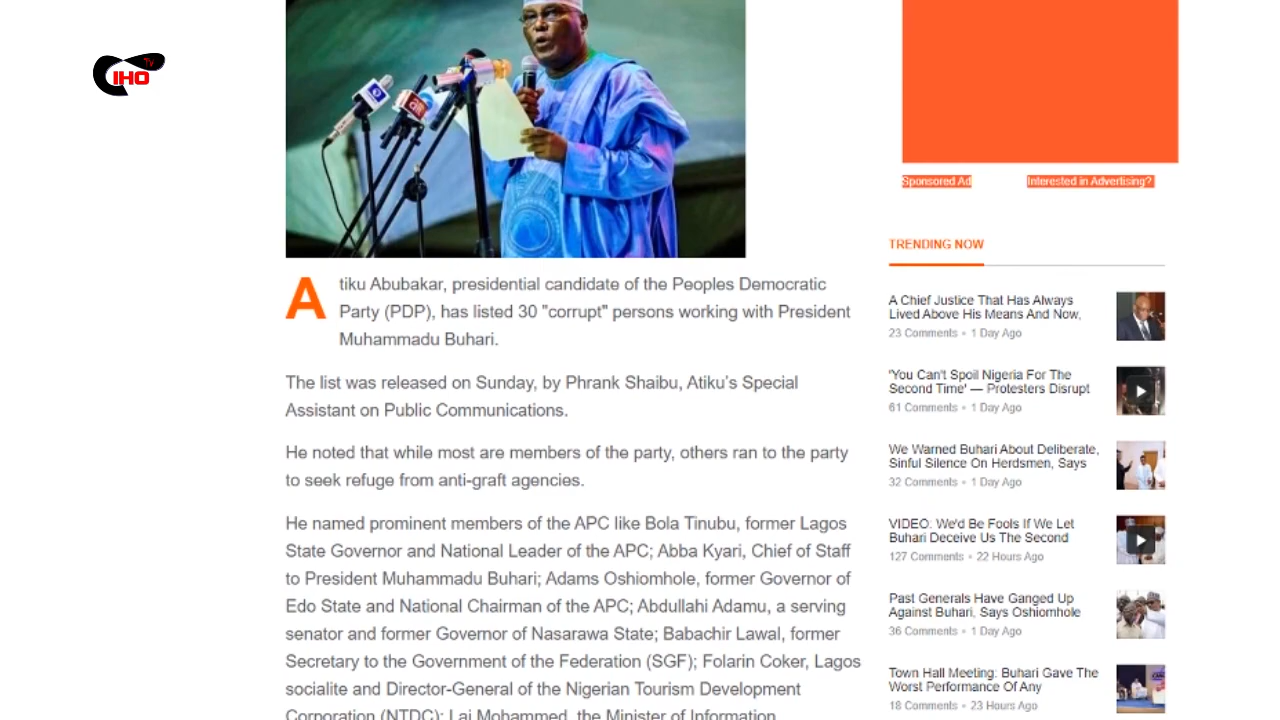 IHO
TV
A
tiku Abubakar, presidential candidate of the Peoples Democratic
Party (PDP), has listed 30 "corrupt" persons working with President
Muhammadu Buhari.
The list was released on Sunday, by Phrank Shaibu, Atiku’s Special
Assistant on Public Communications.
He noted that while most are members of the party, others ran to the party
to seek refuge from anti-graft agencies.
He named prominent members of the APC like Bola Tinubu, former Lagos
State Governor and National Leader of the APC; Abba Kyari, Chief of Staff
to President Muhammadu Buhari; Adams Oshiomhole, former Governor of
Edo State and National Chairman of the APC; Abdullahi Adamu, a serving
senator and former Governor of Nasarawa State; Babachir Lawal, former
Secretary to the Government of the Federation (SGF); Folarin Coker, Lagos
socialite and Director-General of the Nigerian Tourism Development
Corporation (NTDC); Lai Mohammed, the Minister of Information
Sponsored Ad
Interested in Advertising?
TRENDING NOW
A Chief Justice That Has Always
Lived Above His Means And Now,
23 Comments • 1 Day Ago
'You Can't Spoil Nigeria For The
Second Time' — Protesters Disrupt
61 Comments • 1 Day Ago
We Warned Buhari About Deliberate,
Sinful Silence On Herdsmen, Says
32 Comments • 1 Day Ago
VIDEO: We'd Be Fools If We Let
Buhari Deceive Us The Second
127 Comments • 22 Hours Ago
Past Generals Have Ganged Up
Against Buhari, Says Oshiomhole
36 Comments • 1 Day Ago
Town Hall Meeting: Buhari Gave The
Worst Performance Of Any
18 Comments • 23 Hours Ago